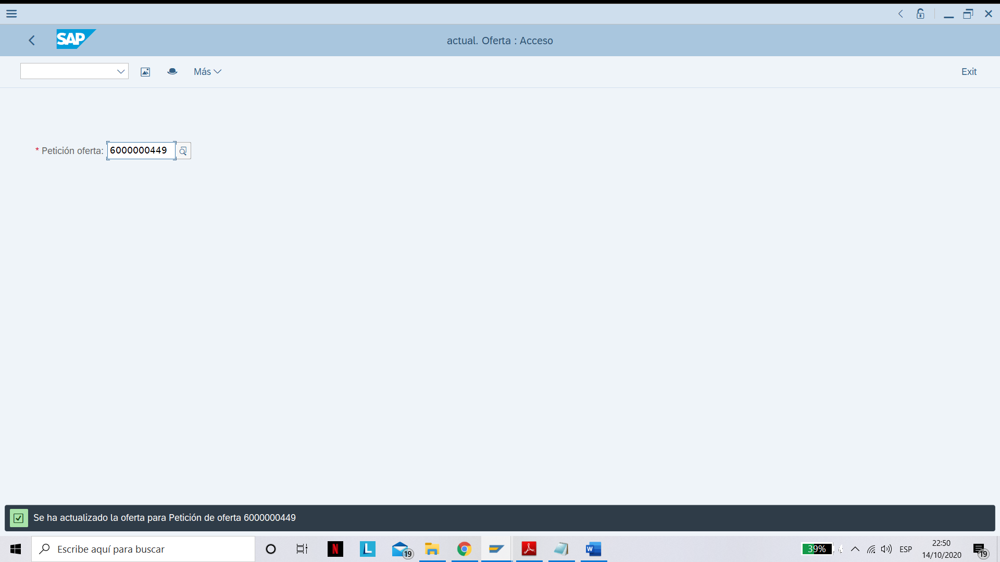 SAP
actual. Oferta : Acceso
Más
Exit
* Petición oferta: 6000000449
Se ha actualizado la oferta para Petición de oferta 6000000449
Escribe aquí para buscar
N
L
19
W
39%
ESP
22:50
14/10/2020
19